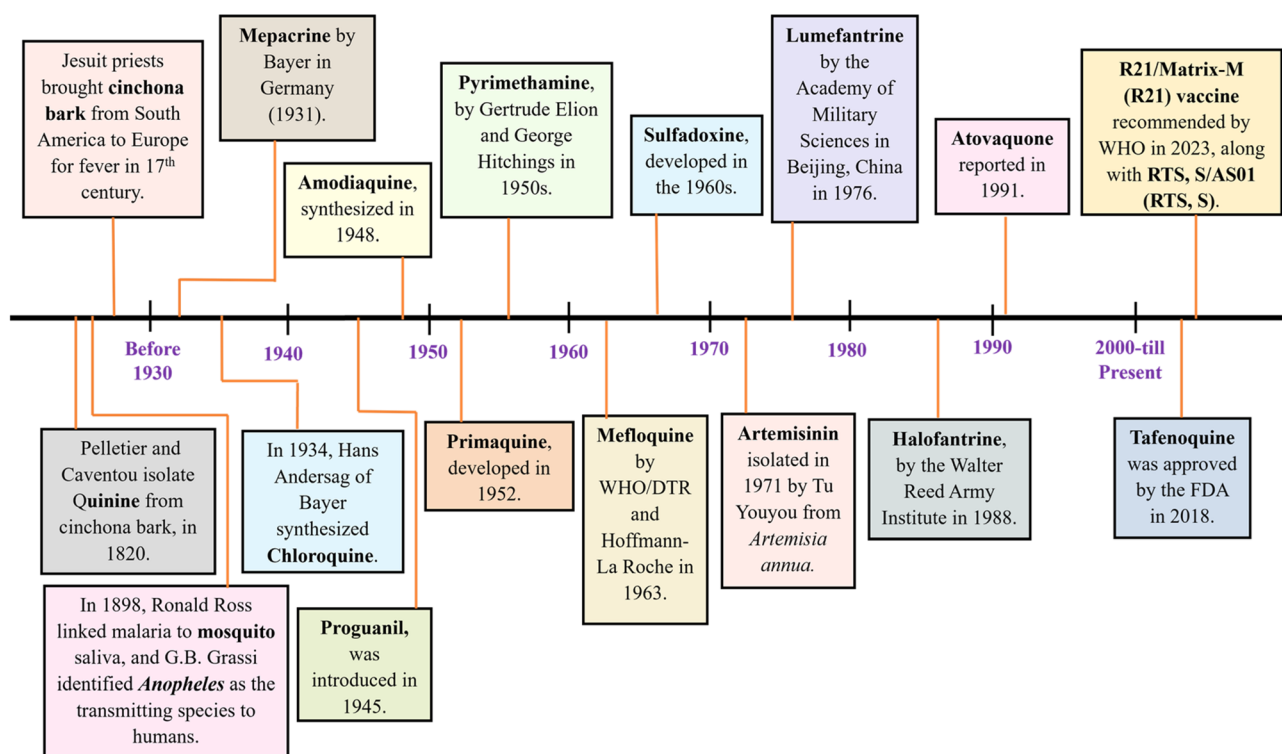 Jesuit priests
brought cinchona
bark from South
America to Europe
for fever in 17th
century.
Mepacrine by
Bayer in
Germany
(1931).
Amodiaquine,
synthesized in
1948.
Pyrimethamine,
by Gertrude Elion
and George
Hitchings in
1950s.
Sulfadoxine,
developed in
the 1960s.
Lumefantrine
by the
Academy of
Military
Sciences in
Beijing, China
in 1976.
Atovaquone
reported in
1991.
R21/Matrix-M
(R21) vaccine
recommended by
WHO in 2023, along
with RTS, S/AS01
(RTS, S).
Before
1930
1940
1950
1960
1970
1980
1990
2000-till
Present
Pelletier and
Caventou isolate
Quinine from
cinchona bark, in
1820.
In 1898, Ronald Ross
linked malaria to mosquito
saliva, and G.B. Grassi
identified Anopheles as the
transmitting species to
humans.
In 1934, Hans
Andersag of
Bayer
synthesized
Chloroquine.
Proguanil,
was
introduced in
1945.
Primaquine,
developed in
1952.
Mefloquine
by
WHO/DTR
and
Hoffmann-
La Roche in
1963.
Artemisinin
isolated in
1971 by Tu
Youyou from
Artemisia
annua.
Halofantrine,
by the Walter
Reed Army
Institute in 1988.
Tafenoquine
was approved
by the FDA
in 2018.